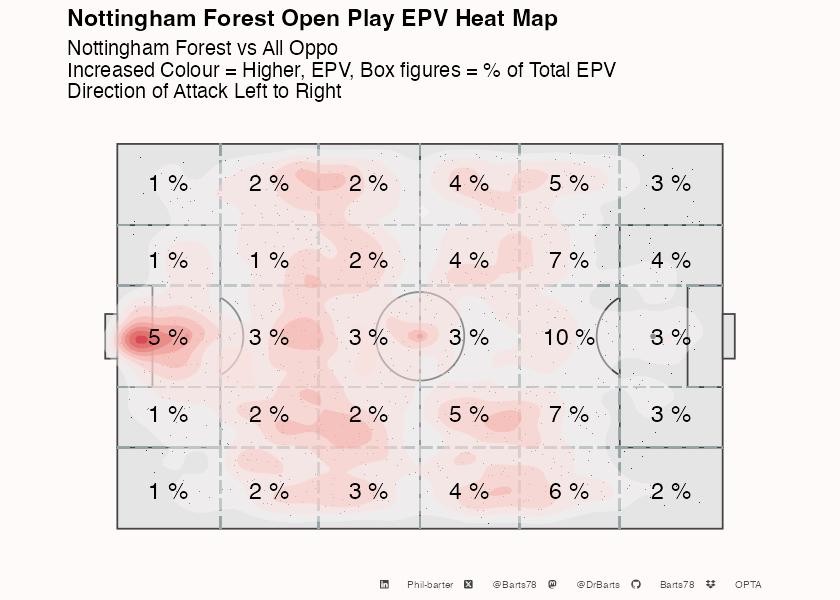 Nottingham Forest Open Play EPV Heat Map
Nottingham Forest vs All Oppo
Increased Colour = Higher, EPV, Box figures = % of Total EPV
Direction of Attack Left to Right
1 % 2 % 2 % 4 % 5 % 3 %
1 % 1 % 2 % 4 % 7 % 4 %
5 % 3 % 3 % 3 % 10 % 3 %
1 % 2 % 2 % 5 % 7 % 3 %
1 % 2 % 3 % 4 % 6 % 2 %
Phil-barter @Barts78 @DrBarts Barts78 OPTA